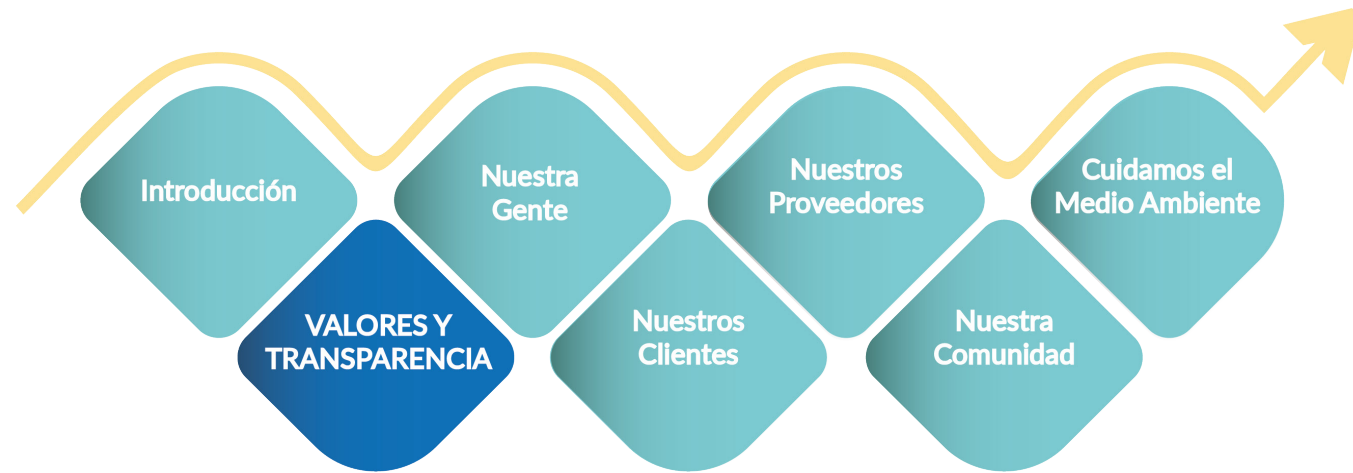 Introducción
VALORES Y
TRANSPARENCIA
Nuestra
Gente
Nuestros
Clientes
Nuestros
Proveedores
Nuestra
Comunidad
Cuidamos el
Medio Ambiente